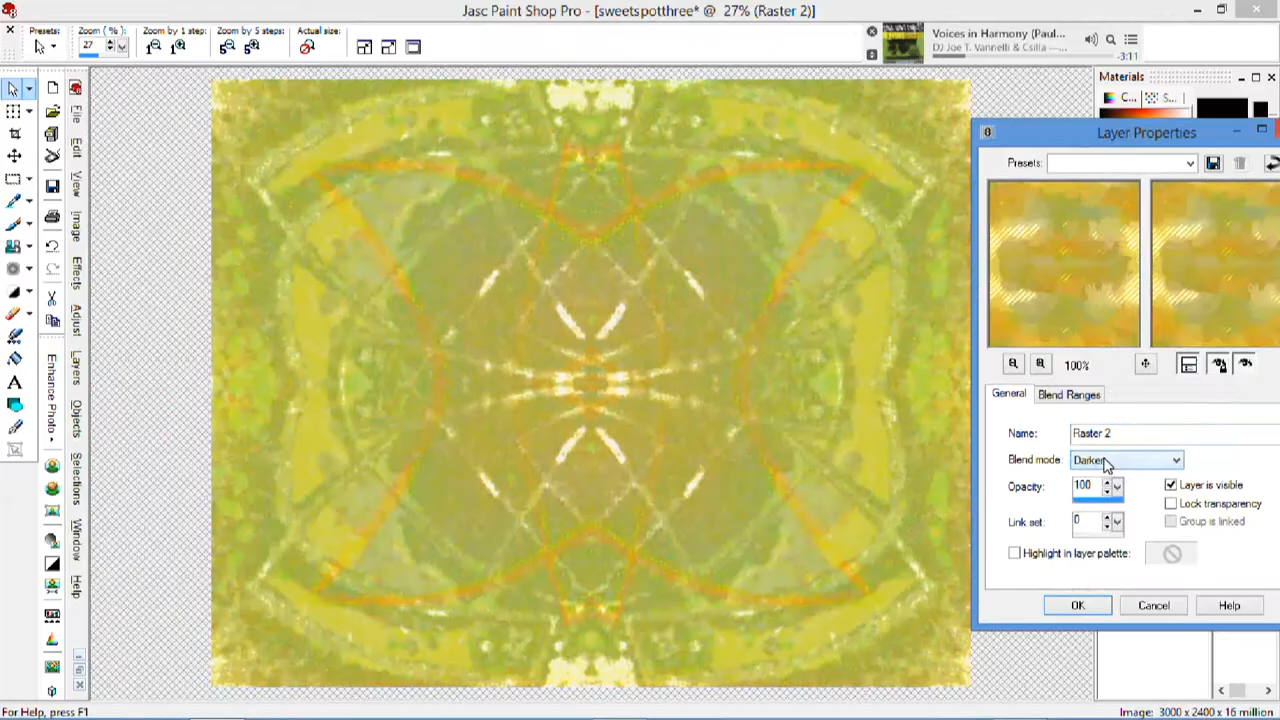 Jasc Paint Shop Pro - [sweetspotthree* @ 27% (Raster 2)]
Presets:
Zoom (%):
Zoom by 1 step:
Zoom by 5 steps:
Actual size:
27
Voices in Harmony (Paul...
DJ Joe T. Vannelli & Csilla —...
-3:11
Materials
C...
S...
File
Edit
View
Image
Effects
Adjust
Layers
Objects
Selections
Window
Help
Enhance Photo
Layer Properties
Presets:
100%
General
Blend Ranges
Name:
Raster 2
Blend mode:
Darken
Opacity:
100
Layer is visible
Lock transparency
Link set:
0
Group is linked
Highlight in layer palette:
OK
Cancel
Help
For Help, press F1
Image: 3000 x 2400 x 16 million